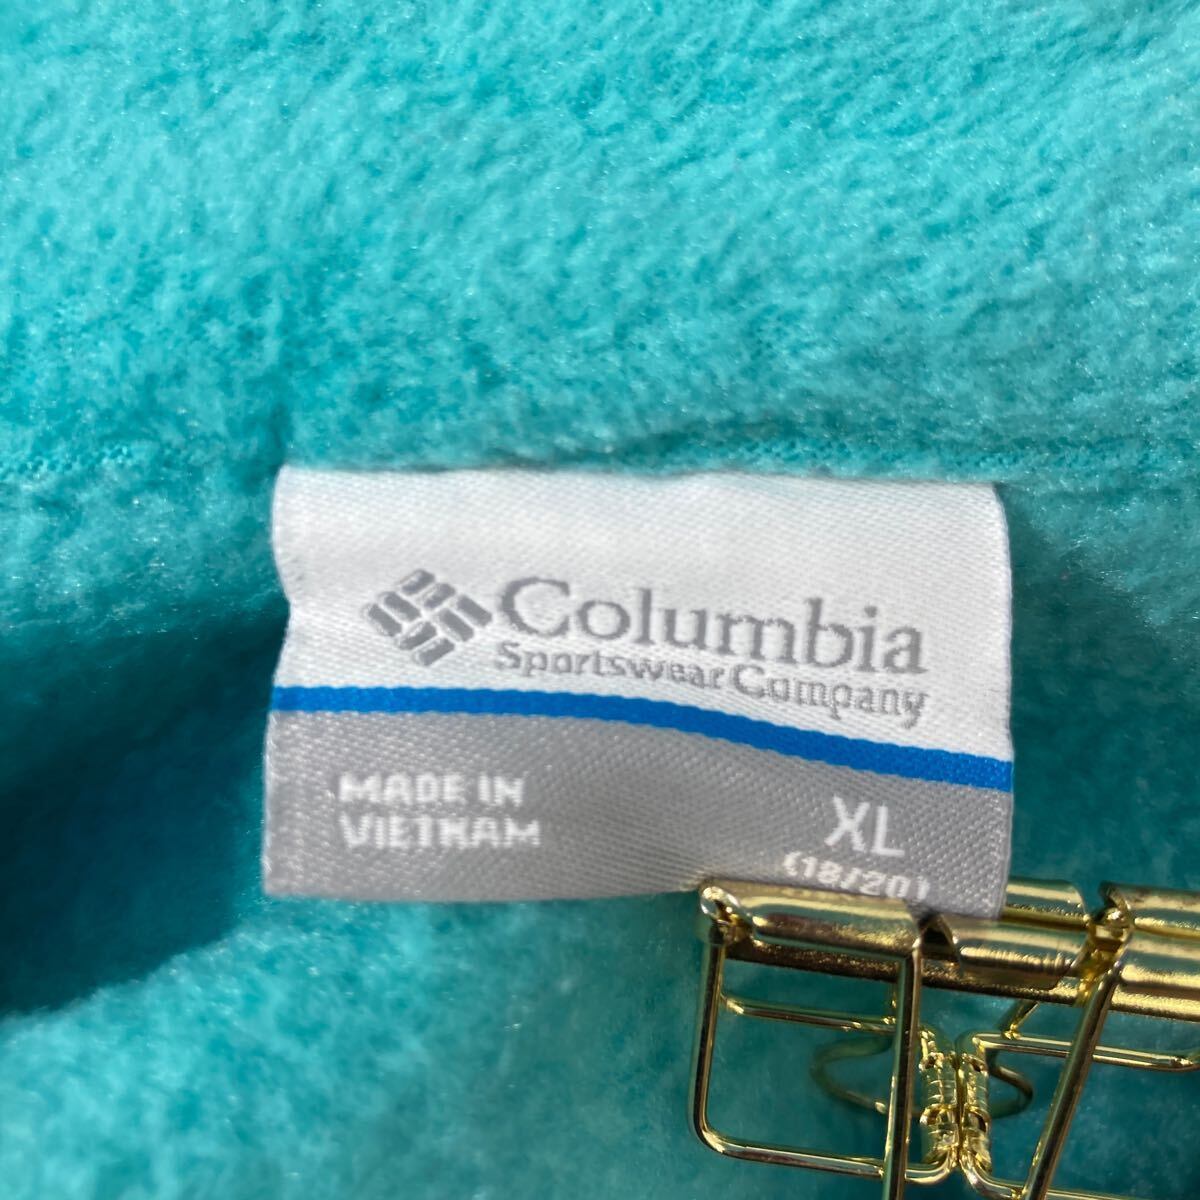 Columbia
Sportswear Company
MADE IN
VIETNAM
XL
(18/20)